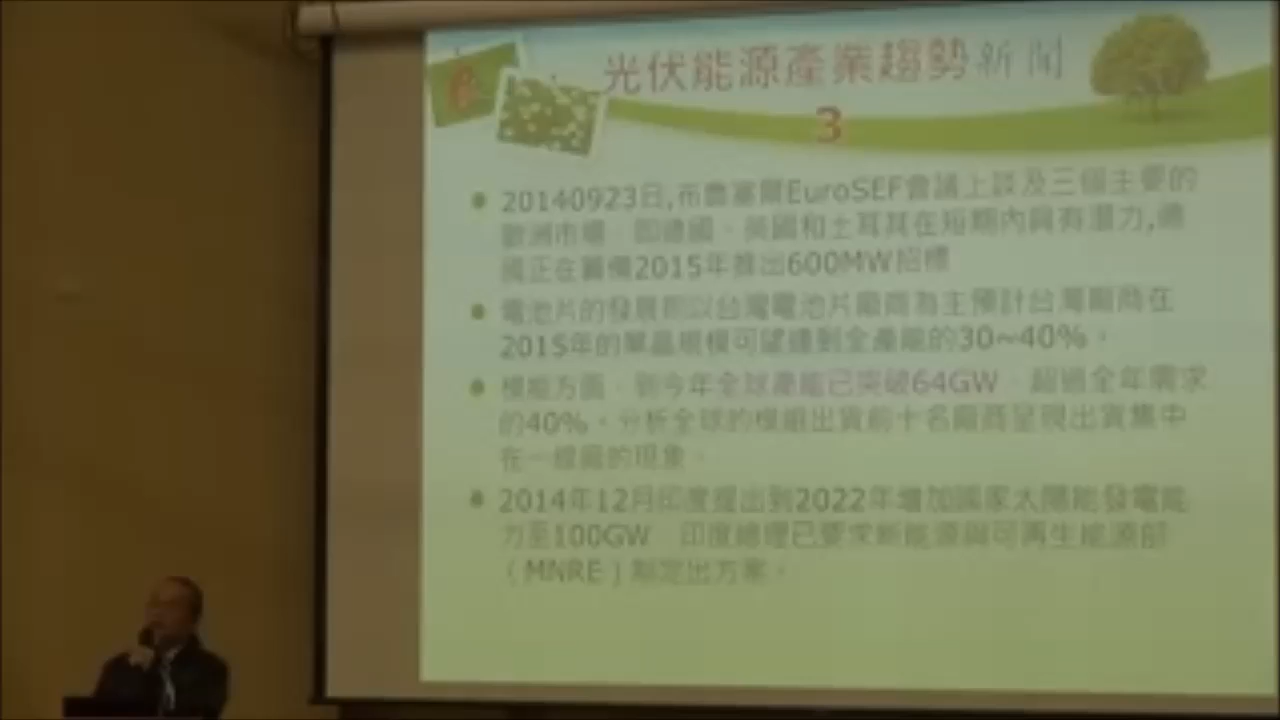 光伏能源產業趨勢新聞
3
20140923日,布魯塞爾EuroSEF會議上談及三個主要的
歐洲市場 即德國、英國和土耳其在短期內具有潛力,德
國正在籌備2015年推出600MW招標
電池片的發展則以台灣電池片廠商為主預計台灣廠商在
2015年的單晶規模可望達到全產能的30~40%。
模組方面 到今年全球產能已突破64GW 超過全年需求
的40%。分析全球的模組出貨前十名廠商呈現出貨集中
在一線廠的現象。
2014年12月印度提出到2022年增加國家太陽能發電能
力至100GW 印度總理已要求新能源與可再生能源部
(MNRE)制定出方案。